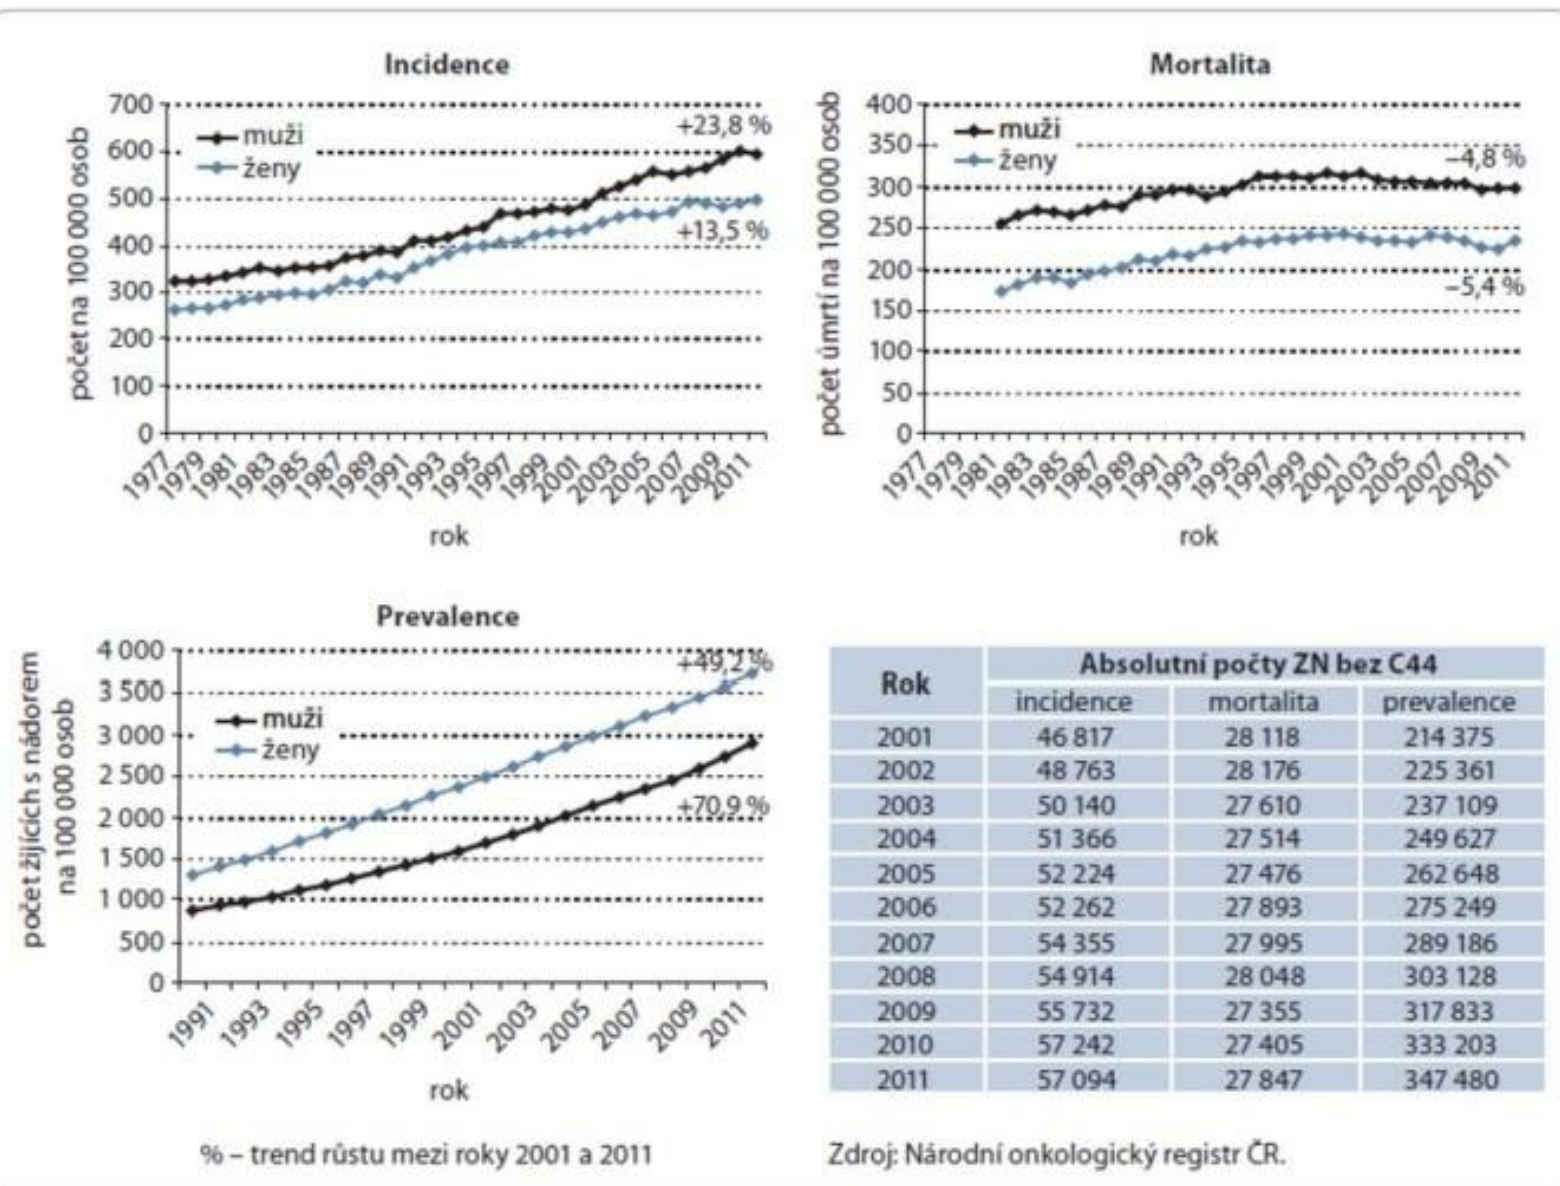 Incidence
počet na 100 000 osob
700
600
500
400
300
200
100
0
muži
ženy
+23,8 %
+13,5 %
1977 1979 1981 1983 1985 1987 1989 1991 1993 1995 1997 1999 2001 2003 2005 2007 2009 2011
rok
Mortalita
počet úmrtí na 100 000 osob
400
350
300
250
200
150
100
50
0
muži
ženy
–4,8 %
–5,4 %
1977 1979 1981 1983 1985 1987 1989 1991 1993 1995 1997 1999 2001 2003 2005 2007 2009 2011
rok
Prevalence
počet žijících s nádorem
na 100 000 osob
4 000
3 500
3 000
2 500
2 000
1 500
1 000
500
0
muži
ženy
+49,2 %
+70,9 %
1991 1993 1995 1997 1999 2001 2003 2005 2007 2009 2011
rok
Rok Absolutní počty ZN bez C44
incidence mortalita prevalence
2001 46 817 28 118 214 375
2002 48 763 28 176 225 361
2003 50 140 27 610 237 109
2004 51 366 27 514 249 627
2005 52 224 27 476 262 648
2006 52 262 27 893 275 249
2007 54 355 27 995 289 186
2008 54 914 28 048 303 128
2009 55 732 27 355 317 833
2010 57 242 27 405 333 203
2011 57 094 27 847 347 480
% – trend růstu mezi roky 2001 a 2011
Zdroj: Národní onkologický registr ČR.